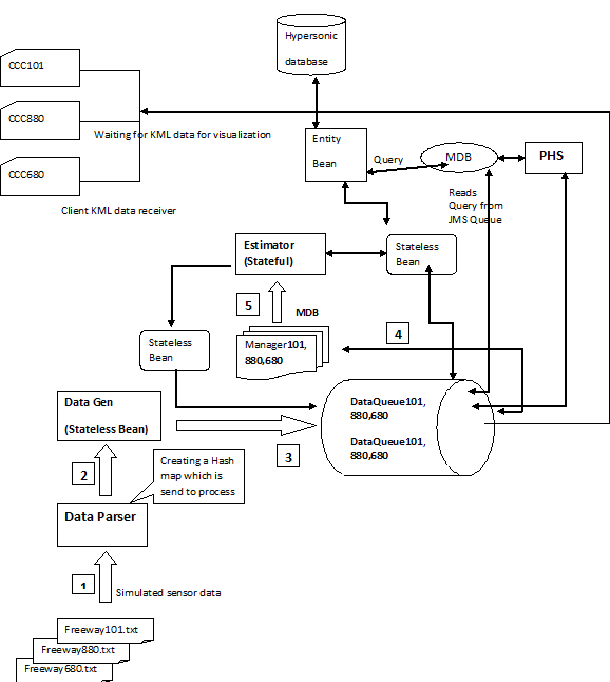 Hypersonic
database
CCC101
CCC880
Waiting for KML data for visualization
CCC680
Client KML data receiver
Entity
Bean
Query
MDB
PHS
Reads
Query from
JMS Queue
Estimator
(Stateful)
Stateless
Bean
5
MDB
4
Stateless
Bean
Manager101,
880,680
Data Gen
(Stateless Bean)
DataQueue101,
880,680
DataQueue101,
880,680
3
2
Creating a Hash
map which is
send to process
Data Parser
1
Simulated sensor data
Freeway101.txt
Freeway880.txt
Freeway680.txt